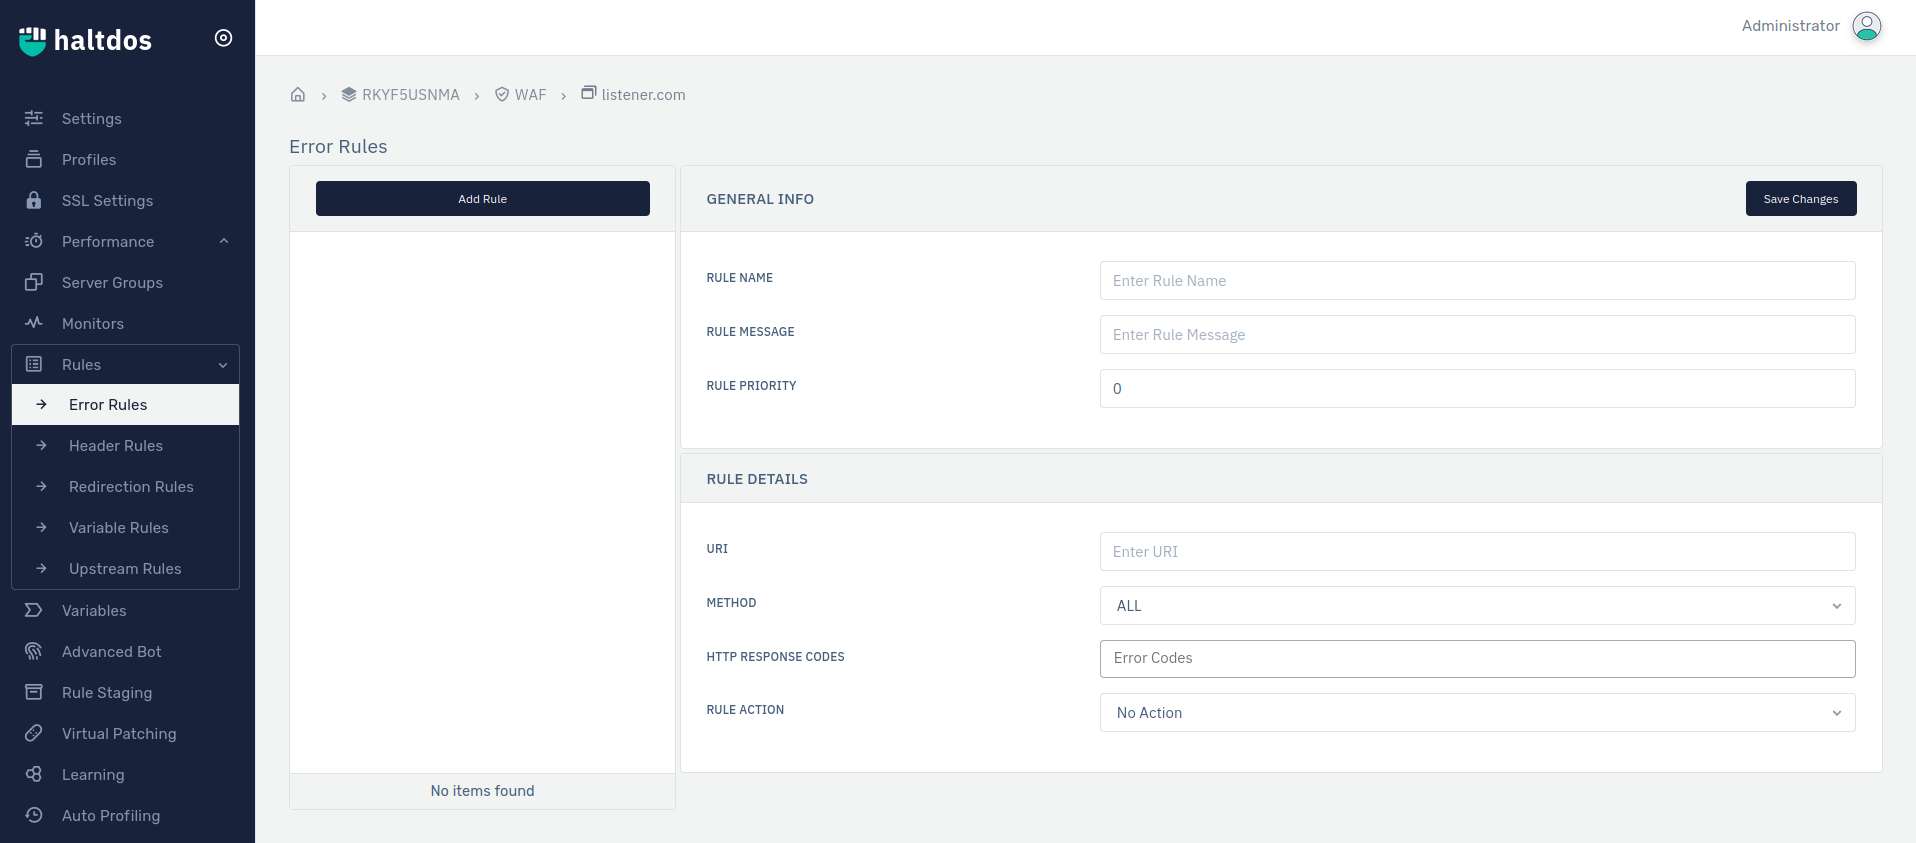 haltdos
Administrator
Settings
Profiles
SSL Settings
Performance
Server Groups
Monitors
Rules
Error Rules
Header Rules
Redirection Rules
Variable Rules
Upstream Rules
Variables
Advanced Bot
Rule Staging
Virtual Patching
Learning
Auto Profiling
RKYF5USNMA
WAF
listener.com
Error Rules
Add Rule
No items found
GENERAL INFO
Save Changes
RULE NAME
Enter Rule Name
RULE MESSAGE
Enter Rule Message
RULE PRIORITY
0
RULE DETAILS
URI
Enter URI
METHOD
ALL
HTTP RESPONSE CODES
Error Codes
RULE ACTION
No Action